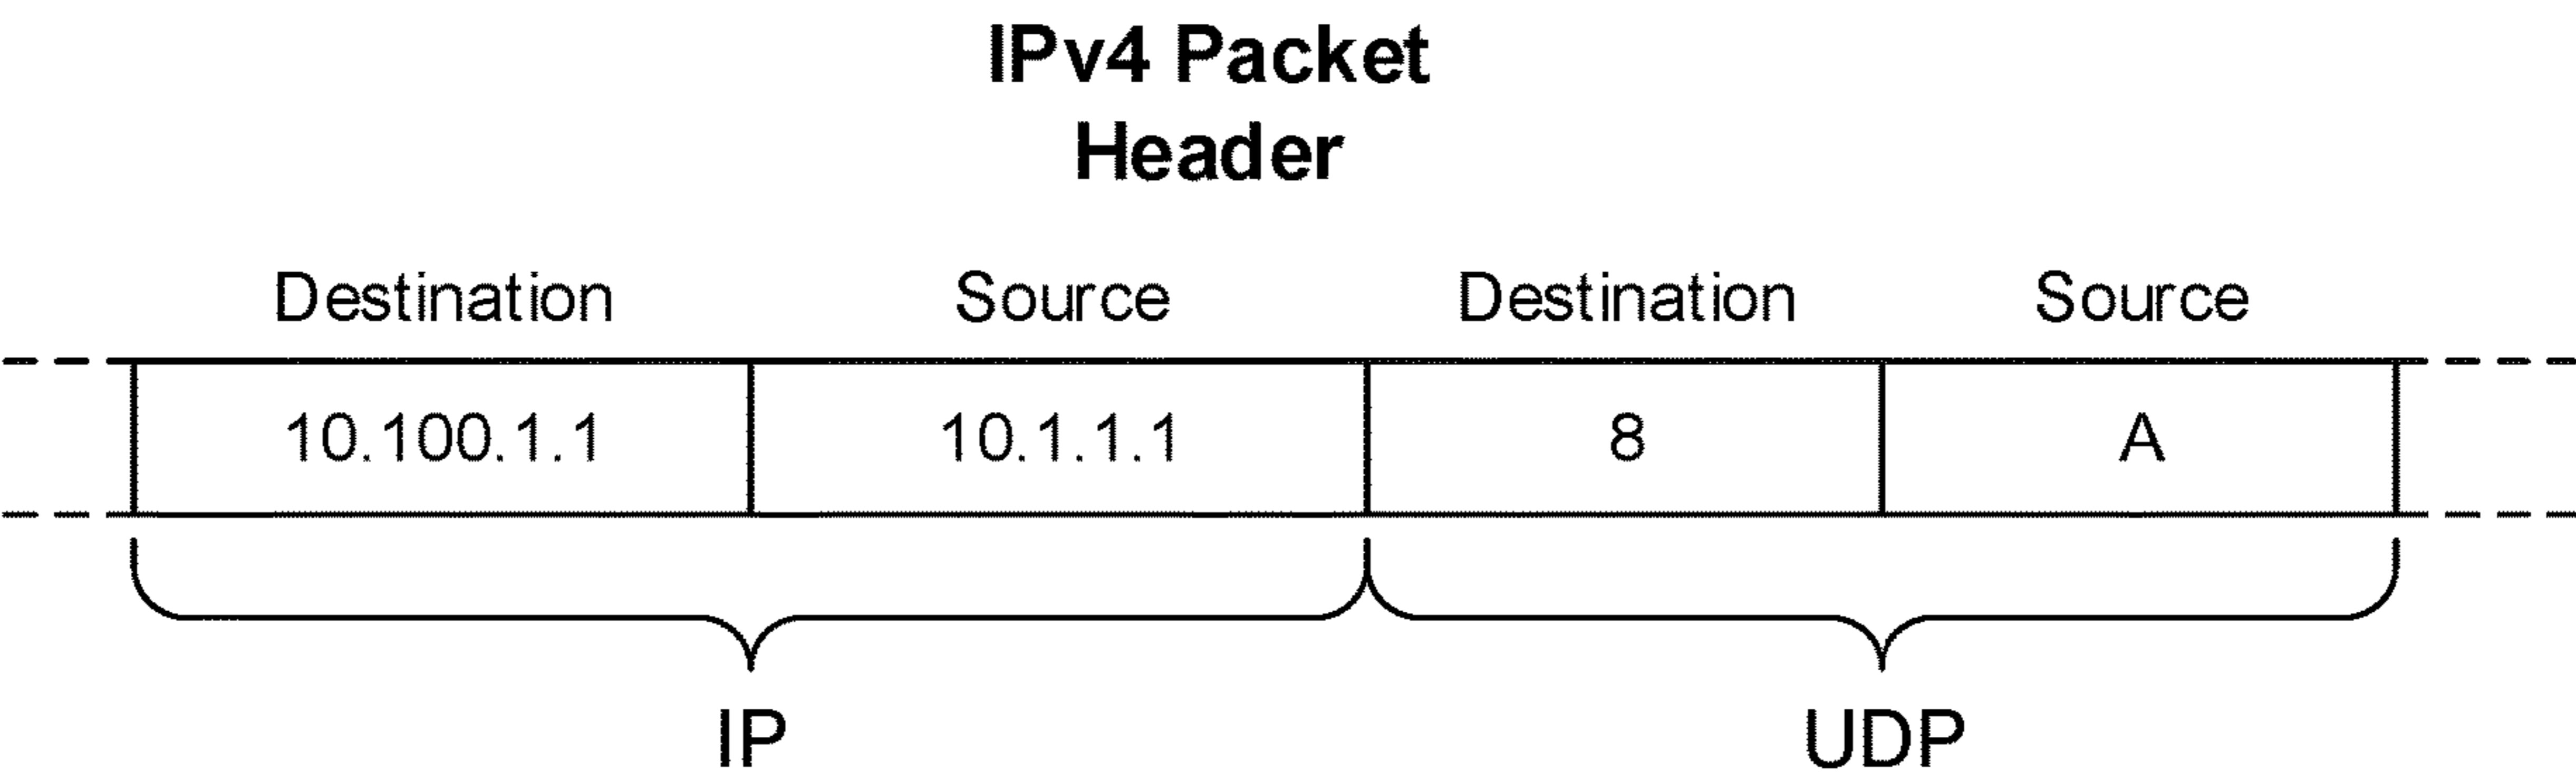 IPv4 Packet
Header
Destination Source Destination Source
10.100.1.1 10.1.1.1 8 A
IP UDP